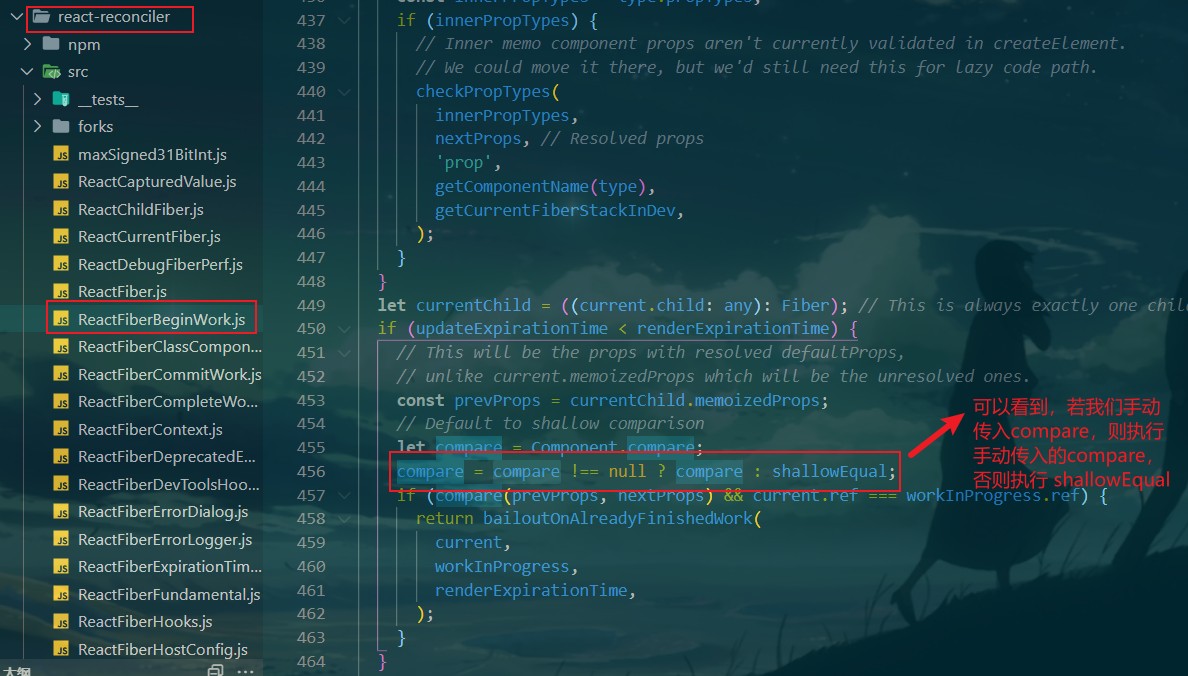 react-reconciler
npm
src
__tests__
forks
maxSigned31BitInt.js
ReactCapturedValue.js
ReactChildFiber.js
ReactCurrentFiber.js
ReactDebugFiberPerf.js
ReactFiber.js
ReactFiberBeginWork.js
ReactFiberClassCompon...
ReactFiberCommitWork.js
ReactFiberCompleteWo...
ReactFiberContext.js
ReactFiberDeprecatedE...
ReactFiberDevToolsHoo...
ReactFiberErrorDialog.js
ReactFiberErrorLogger.js
ReactFiberExpirationTim...
ReactFiberFundamental.js
ReactFiberHooks.js
ReactFiberHostConfig.js
437 if (innerPropTypes) {
438 // Inner memo component props aren't currently validated in createElement.
439 // We could move it there, but we'd still need this for lazy code path.
440 checkPropTypes(
441 innerPropTypes,
442 nextProps, // Resolved props
443 'prop',
444 getComponentName(type),
445 getCurrentFiberStackInDev,
446 );
447 }
448 }
449 let currentChild = ((current.child: any): Fiber); // This is always exactly one chil
450 if (updateExpirationTime < renderExpirationTime) {
451 // This will be the props with resolved defaultProps,
452 // unlike current.memoizedProps which will be the unresolved ones.
453 const prevProps = currentChild.memoizedProps;
454 // Default to shallow comparison
455 let compare = Component.compare;
456 compare = compare !== null ? compare : shallowEqual;
457 if (compare(prevProps, nextProps) && current.ref === workInProgress.ref) {
458 return bailoutOnAlreadyFinishedWork(
459 current,
460 workInProgress,
461 renderExpirationTime,
462 );
463 }
464 }
可以看到，若我们手动
传入compare，则执行
手动传入的compare，
否则执行 shallowEqual